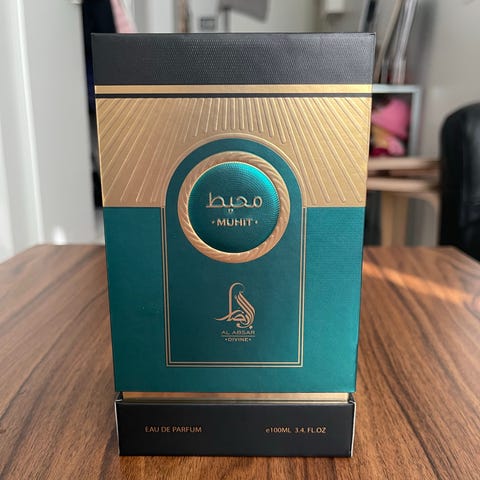 محيط
• MUHIT •
AL ABSAR
• DIVINE •
EAU DE PARFUM
e100ML 3.4. FL.OZ